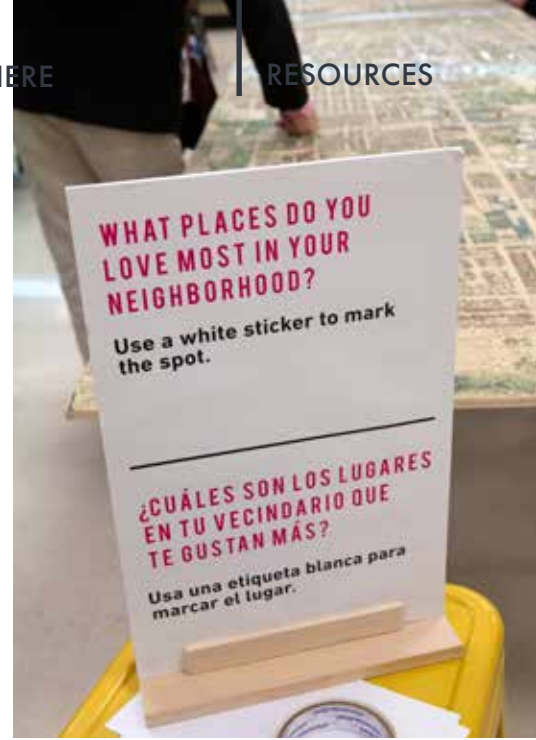 RESOURCES
WHAT PLACES DO YOU
LOVE MOST IN YOUR
NEIGHBORHOOD?
Use a white sticker to mark
the spot.
¿CUÁLES SON LOS LUGARES
EN TU VECINDARIO QUE
TE GUSTAN MÁS?
Usa una etiqueta blanca para
marcar el lugar.